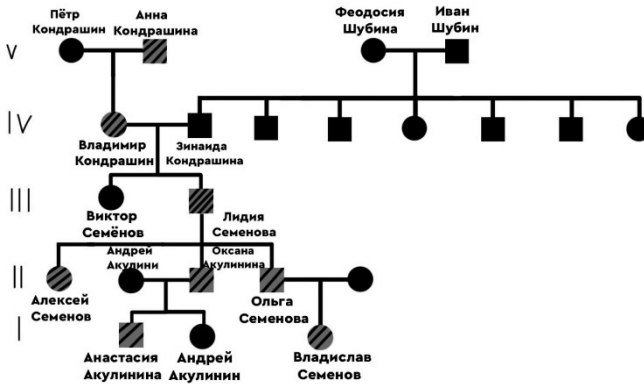 Пётр
Кондрашин
Анна
Кондрашина
Феодосия
Шубина
Иван
Шубин
V
IV
Владимир
Кондрашин
Зинаида
Кондрашина
III
Виктор
Семёнов
Лидия
Семенова
Андрей
Акулини
Оксана
Акулинина
II
Алексей
Семенов
Ольга
Семенова
I
Анастасия
Акулинина
Андрей
Акулинин
Владислав
Семенов